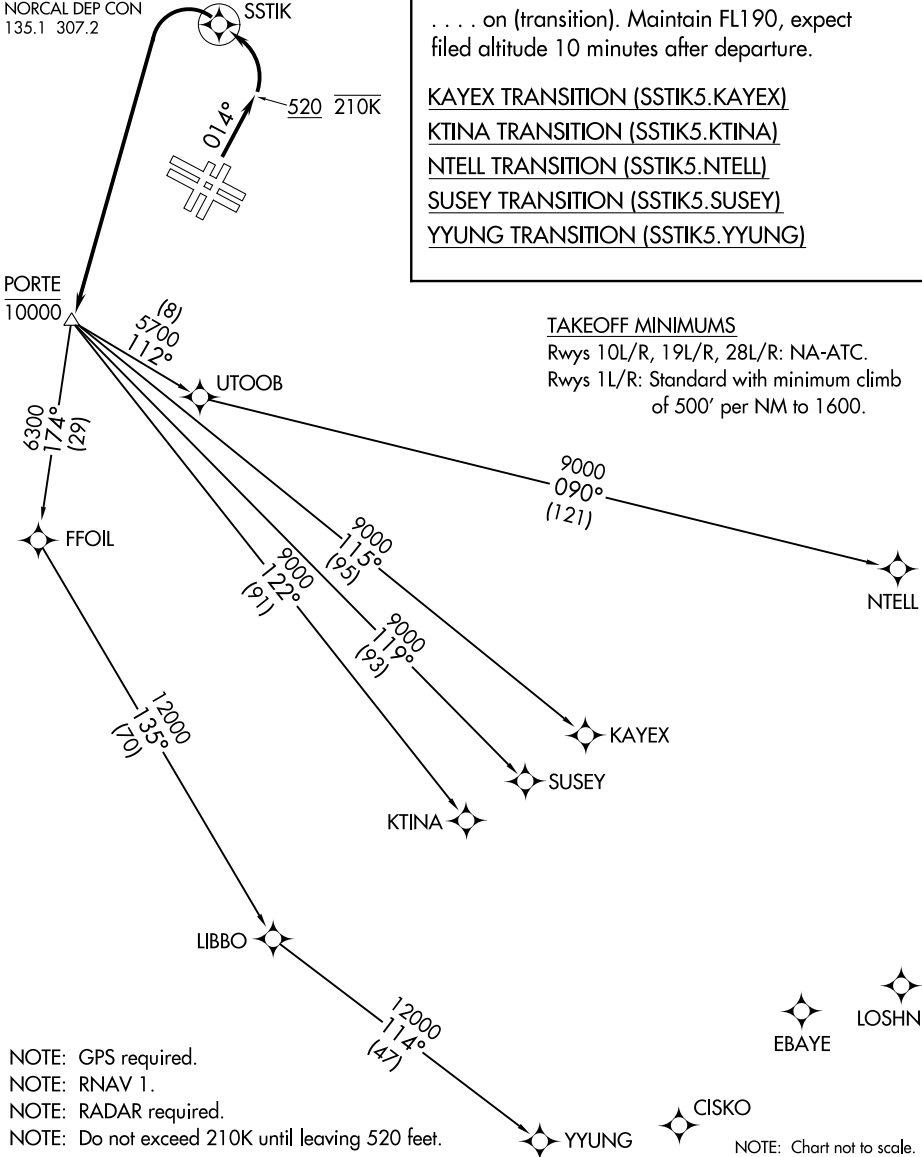 NORCAL DEP CON
135.1 307.2
SSTIK
520 210K
014°
. . . . on (transition). Maintain FL190, expect
filed altitude 10 minutes after departure.
KAYEX TRANSITION (SSTIK5.KAYEX)
KTINA TRANSITION (SSTIK5.KTINA)
NTELL TRANSITION (SSTIK5.NTELL)
SUSEY TRANSITION (SSTIK5.SUSEY)
YYUNG TRANSITION (SSTIK5.YYUNG)
TAKEOFF MINIMUMS
Rwys 10L/R, 19L/R, 28L/R: NA-ATC.
Rwys 1L/R: Standard with minimum climb
of 500' per NM to 1600.
PORTE
10000
(8)
5700
112°
UTOOB
6300
174°
(29)
FFOIL
9000
090°
(121)
NTELL
9000
115°
(95)
9000
122°
(91)
9000
119°
(93)
KAYEX
SUSEY
KTINA
12000
135°
(70)
LIBBO
12000
114°
(47)
LOSHN
EBAYE
CISKO
YYUNG
NOTE: GPS required.
NOTE: RNAV 1.
NOTE: RADAR required.
NOTE: Do not exceed 210K until leaving 520 feet.
NOTE: Chart not to scale.